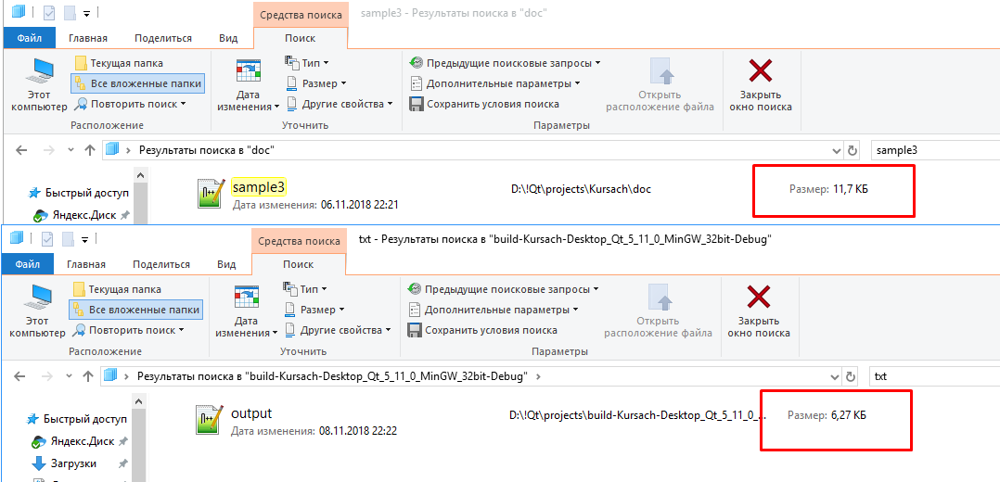 sample3 - Результаты поиска в "doc"
Средства поиска
Файл Главная Поделиться Вид Поиск
Этот компьютер
Текущая папка
Все вложенные папки
Повторить поиск
Расположение
Дата изменения
Тип
Размер
Другие свойства
Уточнить
Предыдущие поисковые запросы
Дополнительные параметры
Сохранить условия поиска
Открыть расположение файла
Параметры
Закрыть окно поиска
Результаты поиска в "doc"
sample3
Быстрый доступ
Яндекс.Диск
sample3
Дата изменения: 06.11.2018 22:21
D:\!Qt\projects\Kursach\doc
Размер: 11,7 КБ
Средства поиска
txt - Результаты поиска в "build-Kursach-Desktop_Qt_5_11_0_MinGW_32bit-Debug"
Файл Главная Поделиться Вид Поиск
Этот компьютер
Текущая папка
Все вложенные папки
Повторить поиск
Расположение
Дата изменения
Тип
Размер
Другие свойства
Уточнить
Предыдущие поисковые запросы
Дополнительные параметры
Сохранить условия поиска
Открыть расположение файла
Параметры
Закрыть окно поиска
Результаты поиска в "build-Kursach-Desktop_Qt_5_11_0_MinGW_32bit-Debug"
txt
Быстрый доступ
Яндекс.Диск
Загрузки
output
Дата изменения: 08.11.2018 22:22
D:\!Qt\projects\build-Kursach-Desktop_Qt_5_11_0_...
Размер: 6,27 КБ